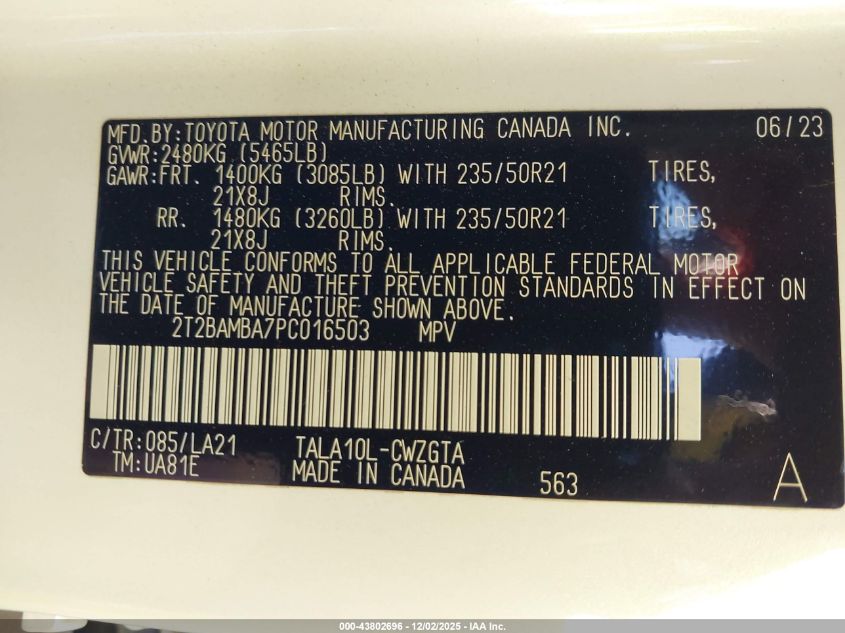 MFD.BY:TOYOTA MOTOR MANUFACTURING CANADA INC. 06/23
GVWR:2480KG (5465LB)
GAWR:FRT. 1400KG (3085LB) WITH 235/50R21 TIRES,
21X8J RIMS.
RR. 1480KG (3260LB) WITH 235/50R21 TIRES,
21X8J RIMS.
THIS VEHICLE CONFORMS TO ALL APPLICABLE FEDERAL MOTOR
VEHICLE SAFETY AND THEFT PREVENTION STANDARDS IN EFFECT ON
THE DATE OF MANUFACTURE SHOWN ABOVE.
2T2BAMBA7PC016503 MPV
C/TR:085/LA21 TALA10L-CWZGTA
TM:UA81E MADE IN CANADA 563 A
000-43802696 - 12/02/2025 - IAA Inc.